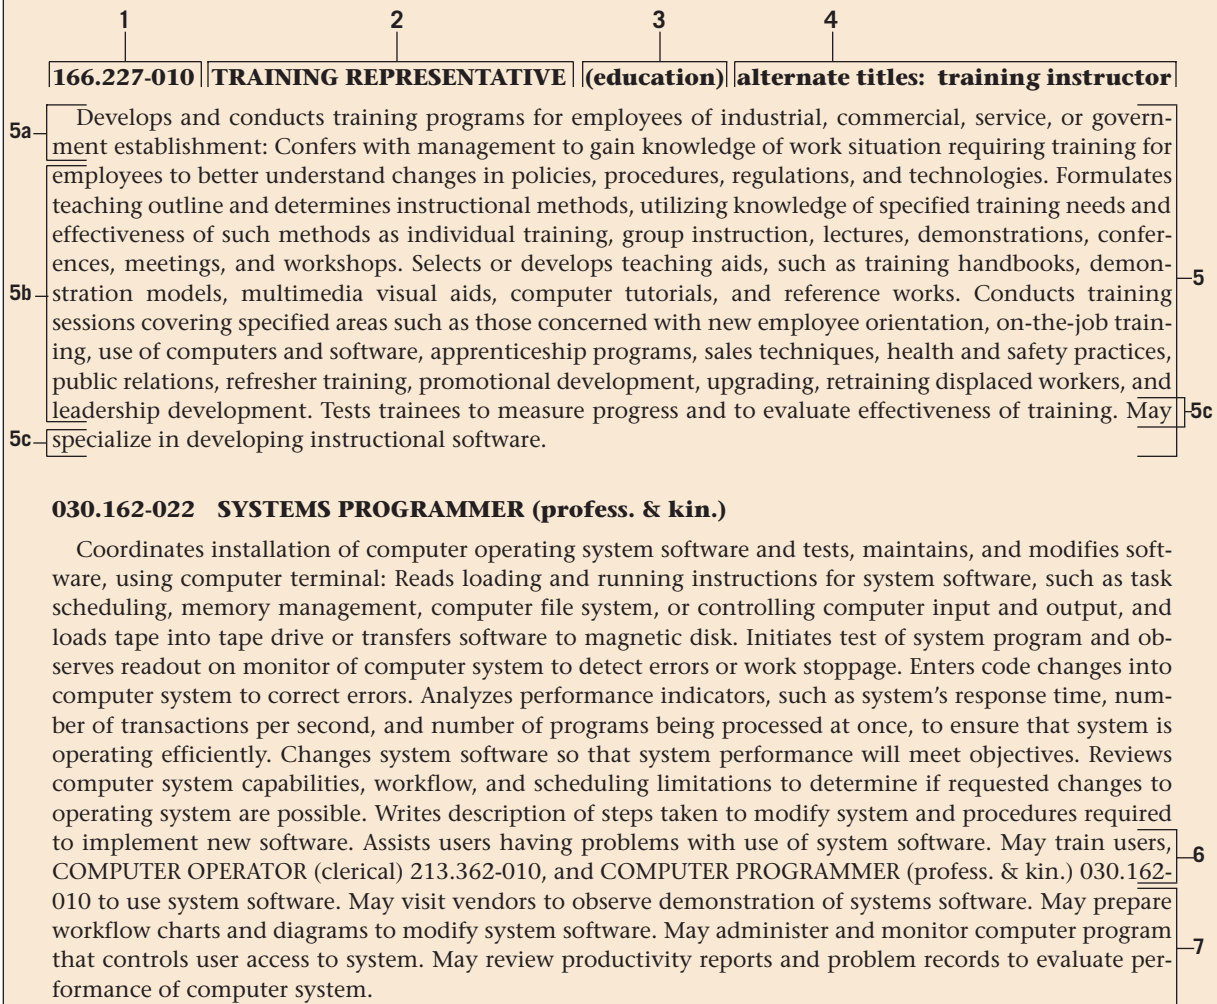 1 2 3 4
166.227-010 TRAINING REPRESENTATIVE (education) alternate titles: training instructor
Develops and conducts training programs for employees of industrial, commercial, service, or govern-
5a ment establishment: Confers with management to gain knowledge of work situation requiring training for
employees to better understand changes in policies, procedures, regulations, and technologies. Formulates
teaching outline and determines instructional methods, utilizing knowledge of specified training needs and
effectiveness of such methods as individual training, group instruction, lectures, demonstrations, confer-
ences, meetings, and workshops. Selects or develops teaching aids, such as training handbooks, demon-
5b stration models, multimedia visual aids, computer tutorials, and reference works. Conducts training 5
sessions covering specified areas such as those concerned with new employee orientation, on-the-job train-
ing, use of computers and software, apprenticeship programs, sales techniques, health and safety practices,
public relations, refresher training, promotional development, upgrading, retraining displaced workers, and
leadership development. Tests trainees to measure progress and to evaluate effectiveness of training. May 5c
5c specialize in developing instructional software.
030.162-022 SYSTEMS PROGRAMMER (profess. & kin.)
Coordinates installation of computer operating system software and tests, maintains, and modifies soft-
ware, using computer terminal: Reads loading and running instructions for system software, such as task
scheduling, memory management, computer file system, or controlling computer input and output, and
loads tape into tape drive or transfers software to magnetic disk. Initiates test of system program and ob-
serves readout on monitor of computer system to detect errors or work stoppage. Enters code changes into
computer system to correct errors. Analyzes performance indicators, such as system's response time, num-
ber of transactions per second, and number of programs being processed at once, to ensure that system is
operating efficiently. Changes system software so that system performance will meet objectives. Reviews
computer system capabilities, workflow, and scheduling limitations to determine if requested changes to
operating system are possible. Writes description of steps taken to modify system and procedures required
to implement new software. Assists users having problems with use of system software. May train users,
COMPUTER OPERATOR (clerical) 213.362-010, and COMPUTER PROGRAMMER (profess. & kin.) 030.162- 6
010 to use system software. May visit vendors to observe demonstration of systems software. May prepare
workflow charts and diagrams to modify system software. May administer and monitor computer program 7
that controls user access to system. May review productivity reports and problem records to evaluate per-
formance of computer system.